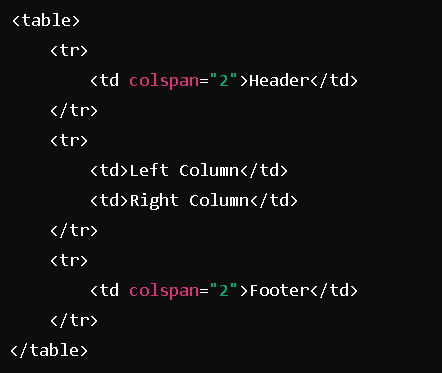 <table>
    <tr>
        <td colspan="2">Header</td>
    </tr>
    <tr>
        <td>Left Column</td>
        <td>Right Column</td>
    </tr>
    <tr>
        <td colspan="2">Footer</td>
    </tr>
</table>